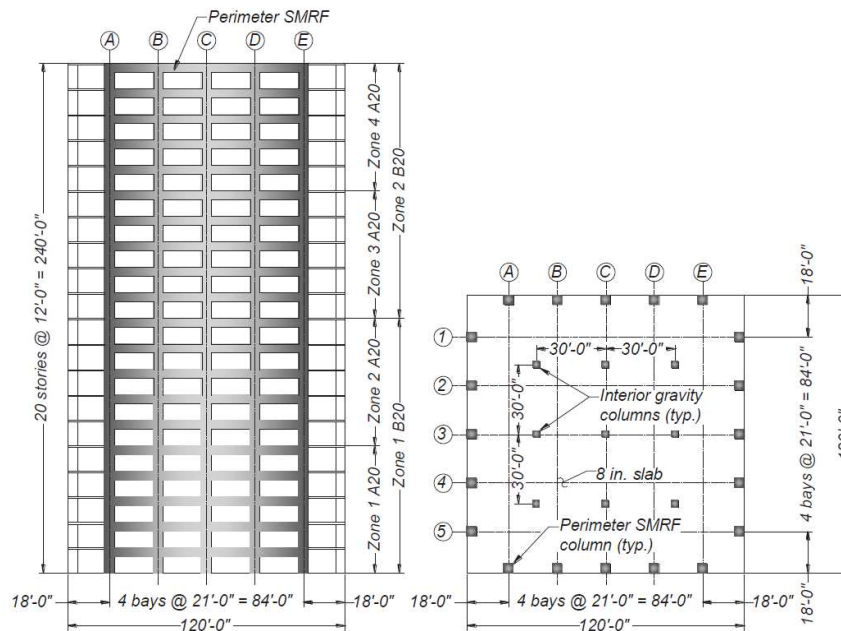 Perimeter SMRF
A B C D E
20 stories @ 12'-0" = 240'-0"
Zone 4 A20
Zone 3 A20
Zone 2 A20
Zone 1 A20
Zone 2 B20
Zone 1 B20
18'-0" 4 bays @ 21'-0" = 84'-0" 18'-0"
120'-0"
A B C D E
18'-0"
1
30'-0" 30'-0"
2
30'-0"
Interior gravity
columns (typ.)
3
30'-0"
4
8 in. slab
5
Perimeter SMRF
column (typ.)
4 bays @ 21'-0" = 84'-0"
18'-0"
18'-0" 4 bays @ 21'-0" = 84'-0" 18'-0"
120'-0"